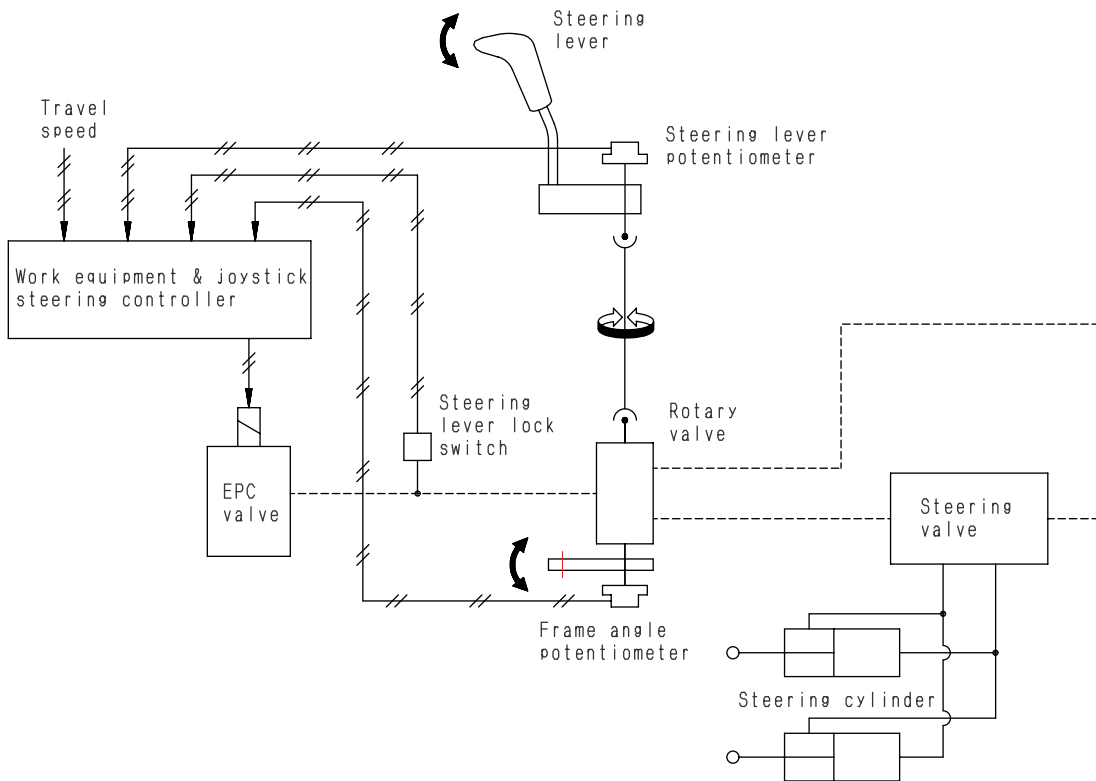 Steering
lever
Travel
speed
Steering lever
potentiometer
Work equipment & joystick
steering controller
Steering
lever lock
switch
Rotary
valve
EPC
valve
Steering
valve
Frame angle
potentiometer
Steering cylinder